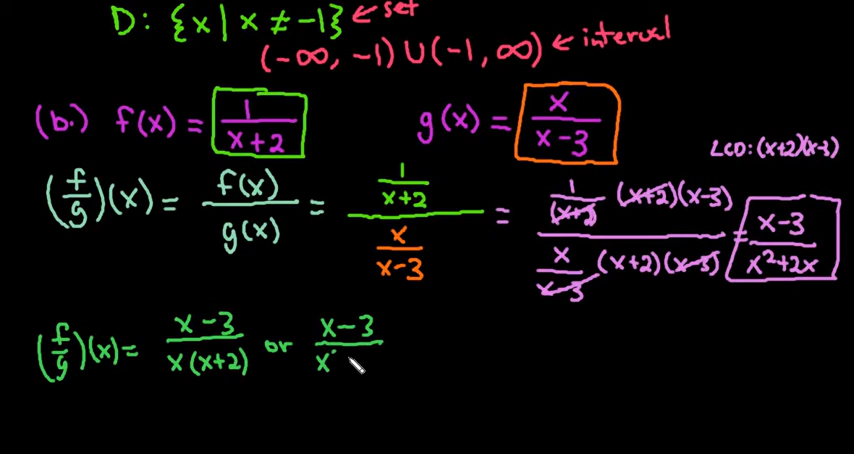 D: {x | x ≠ -1} ← set
(-∞, -1) ∪ (-1, ∞) ← interval
(b.) f(x) = 1/(x+2) g(x) = x/(x-3)
LCD: (x+2)(x-3)
(f/g)(x) = f(x)/g(x) = (1/(x+2))/(x/(x-3)) = (1/(x+2) (x+2)(x-3))/(x/(x-3) (x+2)(x-3)) = (x-3)/(x²+2x)
(f/g)(x) = (x-3)/(x(x+2)) or (x-3)/x